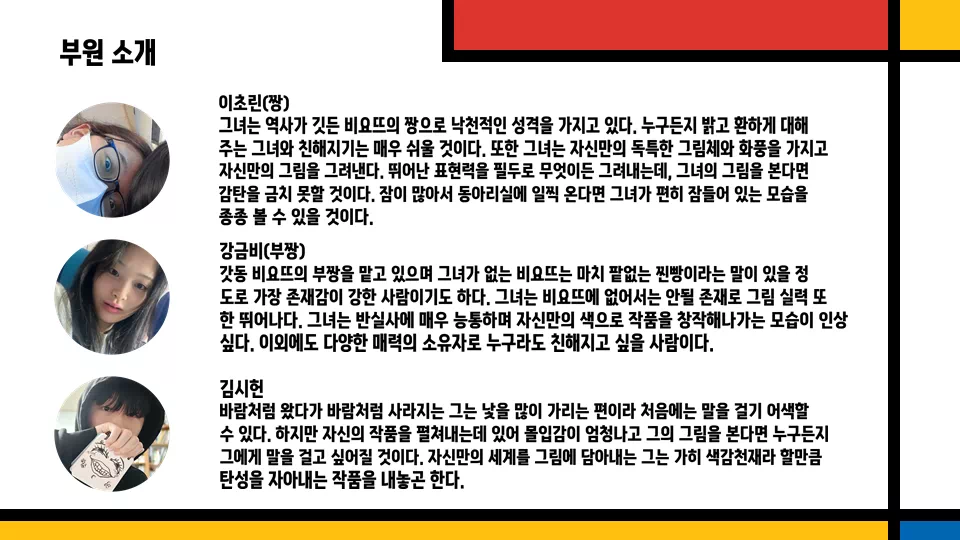 부원 소개
이초린(짱)
그녀는 역사가 깃든 비요뜨의 짱으로 낙천적인 성격을 가지고 있다. 누구든지 밝고 환하게 대해
주는 그녀와 친해지기는 매우 쉬울 것이다. 또한 그녀는 자신만의 독특한 그림체와 화풍을 가지고
자신만의 그림을 그려낸다. 뛰어난 표현력을 필두로 무엇이든 그려내는데, 그녀의 그림을 본다면
감탄을 금치 못할 것이다. 잠이 많아서 동아리실에 일찍 온다면 그녀가 편히 잠들어 있는 모습을
종종 볼 수 있을 것이다.
강금비(부짱)
갓동 비요뜨의 부짱을 맡고 있으며 그녀가 없는 비요뜨는 마치 팥없는 찐빵이라는 말이 있을 정
도로 가장 존재감이 강한 사람이기도 하다. 그녀는 비요뜨에 없어서는 안될 존재로 그림 실력 또
한 뛰어나다. 그녀는 반실사에 매우 능통하며 자신만의 색으로 작품을 창작해나가는 모습이 인상
싶다. 이외에도 다양한 매력의 소유자로 누구라도 친해지고 싶을 사람이다.
김시헌
바람처럼 왔다가 바람처럼 사라지는 그는 낯을 많이 가리는 편이라 처음에는 말을 걸기 어색할
수 있다. 하지만 자신의 작품을 펼쳐내는데 있어 몰입감이 엄청나고 그의 그림을 본다면 누구든지
그에게 말을 걸고 싶어질 것이다. 자신만의 세계를 그림에 담아내는 그는 가히 색감천재라 할만큼
탄성을 자아내는 작품을 내놓곤 한다.